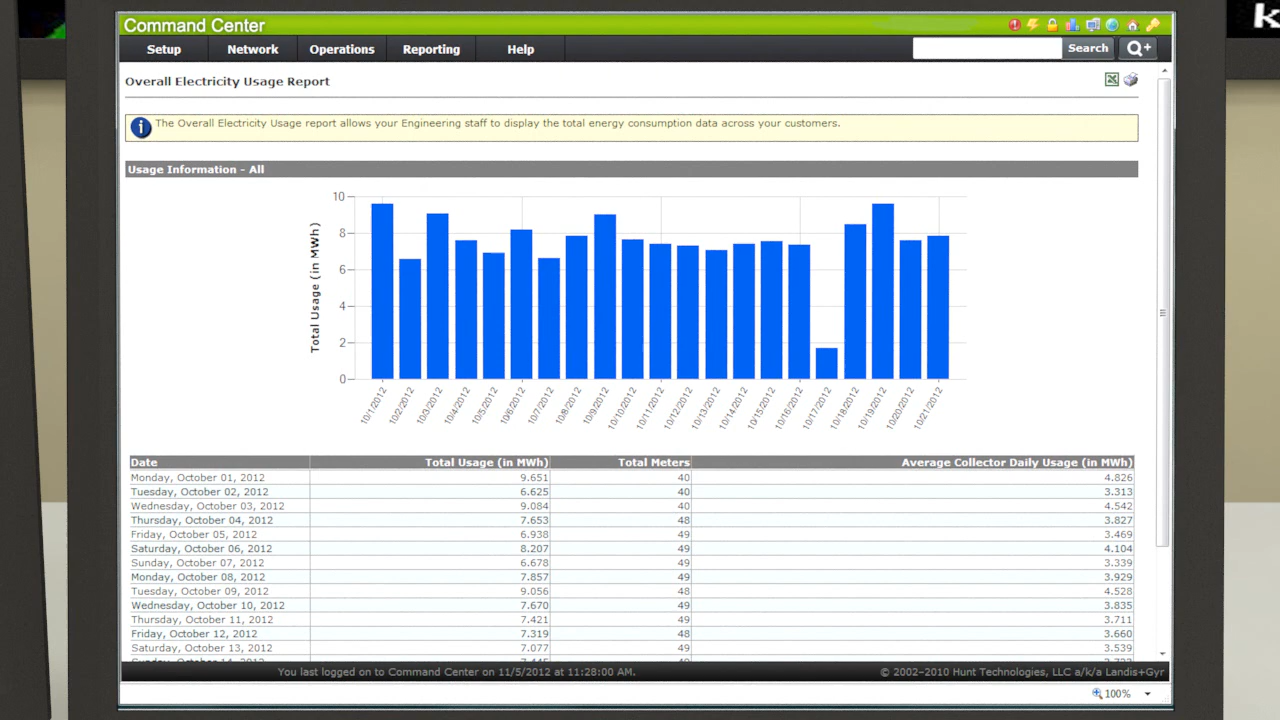 k
Command Center
Setup Network Operations Reporting Help Search
Overall Electricity Usage Report
The Overall Electricity Usage report allows your Engineering staff to display the total energy consumption data across your customers.
Usage Information - All
Total Usage (in MWh)
10
8
6
4
2
0
10/1/2012 10/2/2012 10/3/2012 10/4/2012 10/5/2012 10/6/2012 10/7/2012 10/8/2012 10/9/2012 10/10/2012 10/11/2012 10/12/2012 10/13/2012 10/14/2012 10/15/2012 10/16/2012 10/17/2012 10/18/2012 10/19/2012 10/20/2012 10/21/2012
Date Total Usage (in MWh) Total Meters Average Collector Daily Usage (in MWh)
Monday, October 01, 2012 9.651 40 4.826
Tuesday, October 02, 2012 6.625 40 3.313
Wednesday, October 03, 2012 9.084 40 4.542
Thursday, October 04, 2012 7.653 48 3.827
Friday, October 05, 2012 6.938 49 3.469
Saturday, October 06, 2012 8.207 49 4.104
Sunday, October 07, 2012 6.678 49 3.339
Monday, October 08, 2012 7.857 49 3.929
Tuesday, October 09, 2012 9.056 48 4.528
Wednesday, October 10, 2012 7.670 49 3.835
Thursday, October 11, 2012 7.421 49 3.711
Friday, October 12, 2012 7.319 48 3.660
Saturday, October 13, 2012 7.077 49 3.539
You last logged on to Command Center on 11/5/2012 at 11:28:00 AM. © 2002-2010 Hunt Technologies, LLC a/k/a Landis+Gyr
100%